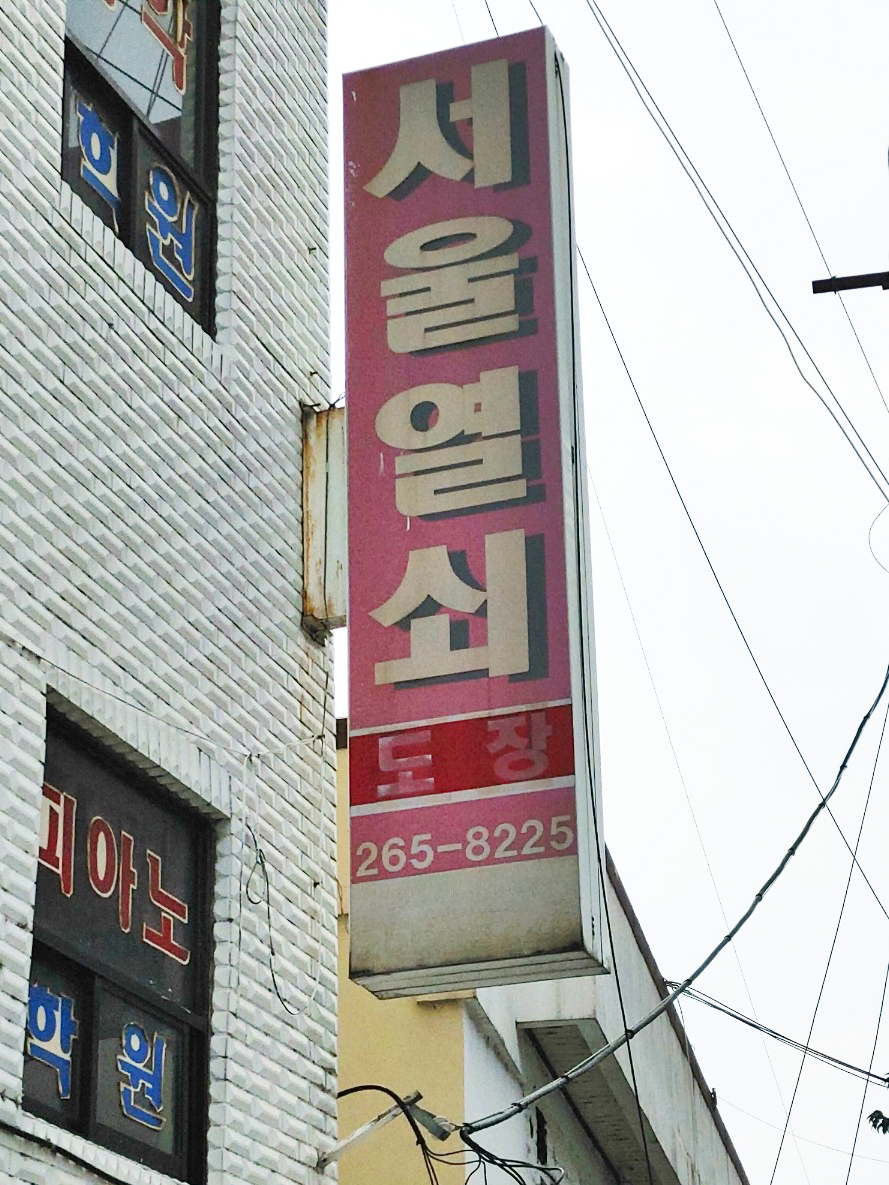 서울열쇠
도장
265-8225
학원
피아노
학원